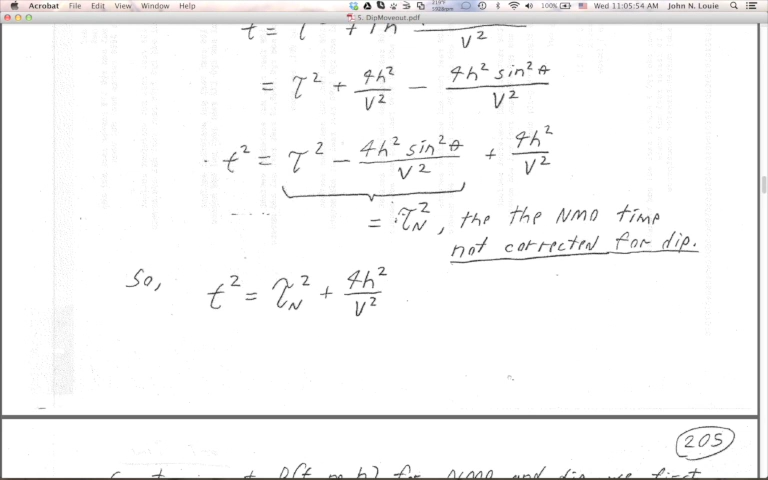 Acrobat File Edit View Window Help 100% Wed 11:05:54 AM John N. Louie
5. DipMoveout.pdf
V²
= τ² + 4h²/V² − 4h² sin²θ/V²
t² = τ² − 4h² sin²θ/V² + 4h²/V²
= τ_N², the the NMO time
not corrected for dip.
So, t² = τ_N² + 4h²/V²
205